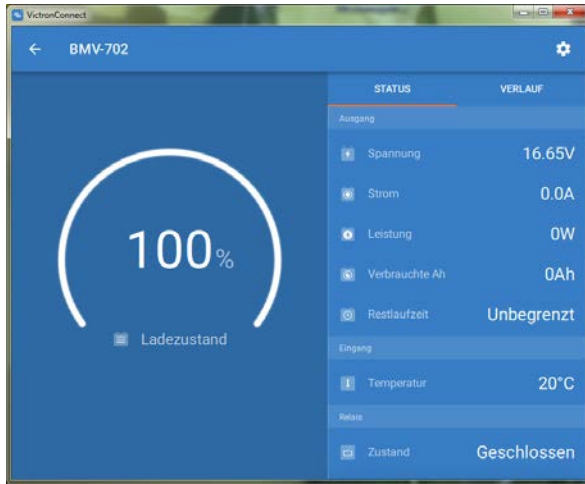 VictronConnect
BMV-702
STATUS VERLAUF
Ausgang
Spannung 16.65V
Strom 0.0A
Leistung 0W
Verbrauchte Ah 0Ah
Restlaufzeit Unbegrenzt
Eingang
Temperatur 20°C
Relais
Zustand Geschlossen
100%
Ladezustand